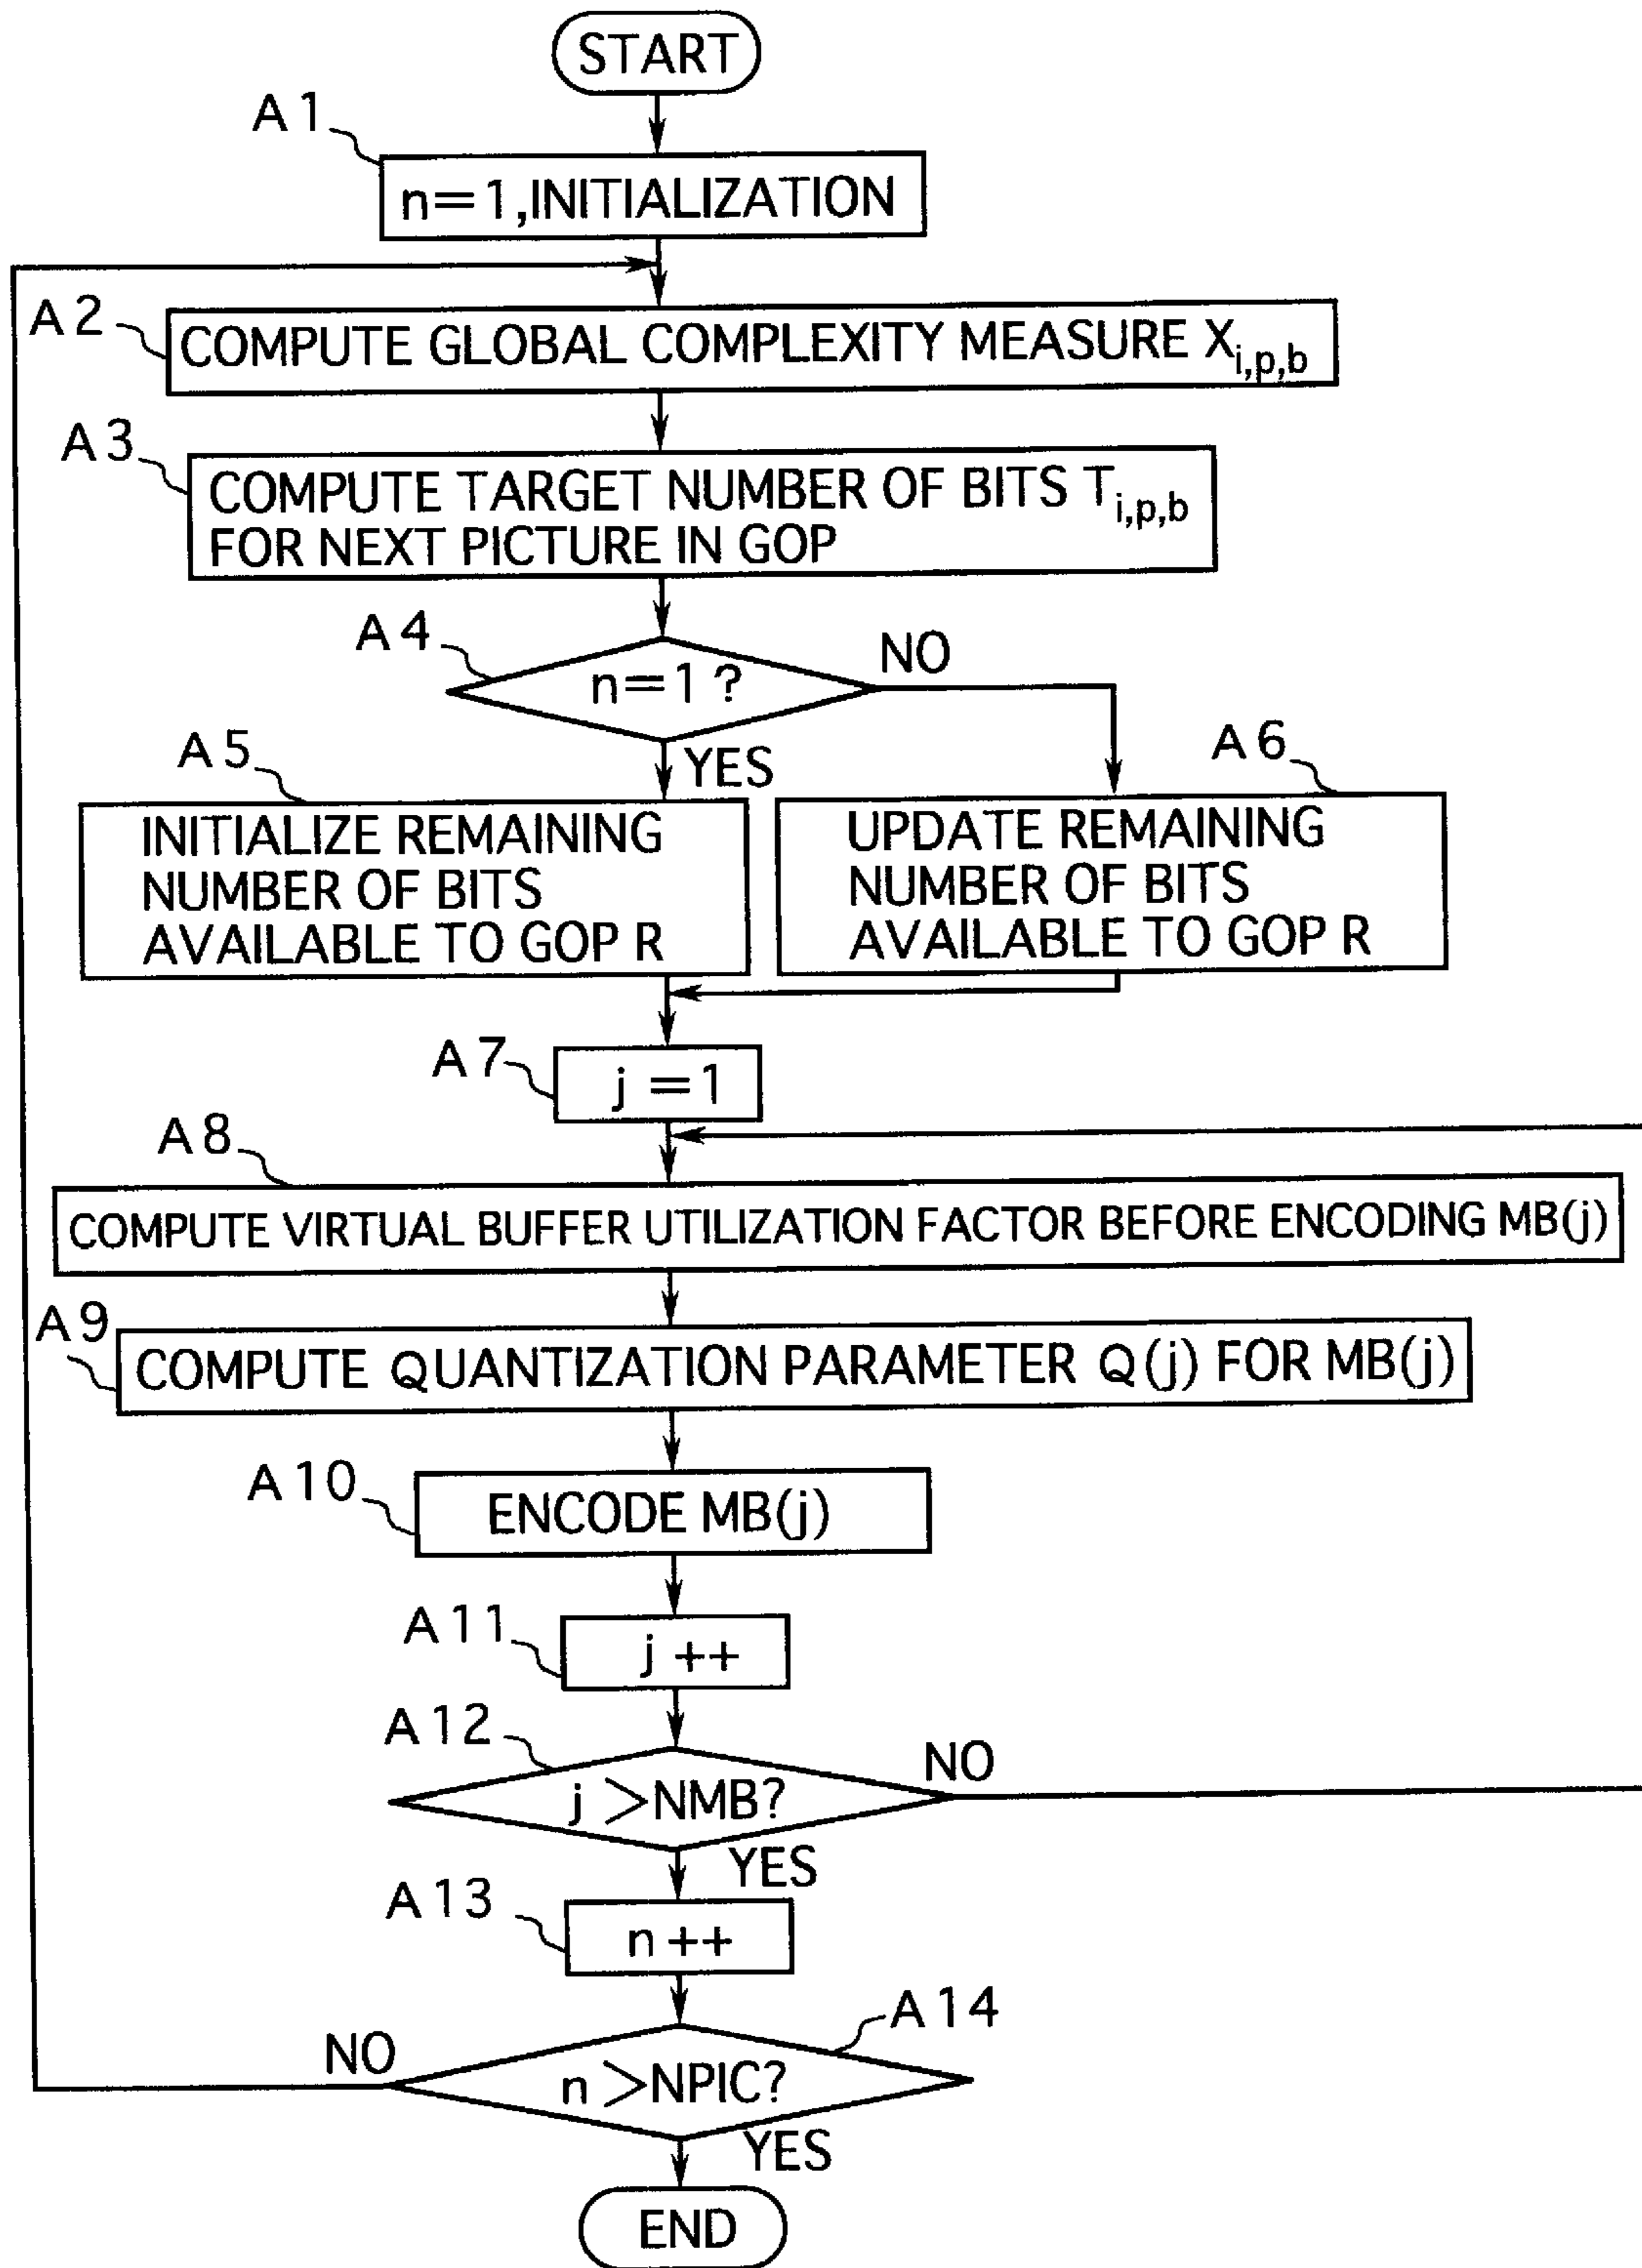 START
A1
n=1,INITIALIZATION
A2
COMPUTE GLOBAL COMPLEXITY MEASURE Xi,p,b
A3
COMPUTE TARGET NUMBER OF BITS Ti,p,b
FOR NEXT PICTURE IN GOP
A4
n=1?
NO
YES
A5
INITIALIZE REMAINING
NUMBER OF BITS
AVAILABLE TO GOP R
A6
UPDATE REMAINING
NUMBER OF BITS
AVAILABLE TO GOP R
A7
j=1
A8
COMPUTE VIRTUAL BUFFER UTILIZATION FACTOR BEFORE ENCODING MB(j)
A9
COMPUTE QUANTIZATION PARAMETER Q(j) FOR MB(j)
A10
ENCODE MB(j)
A11
j++
A12
j>NMB?
NO
YES
A13
n++
A14
n>NPIC?
NO
YES
END